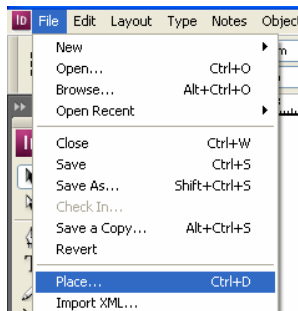 ID File Edit Layout Type Notes Objec
New
Open... Ctrl+O
Browse... Alt+Ctrl+O
Open Recent
Close Ctrl+W
Save Ctrl+S
Save As... Shift+Ctrl+S
Check In...
Save a Copy... Alt+Ctrl+S
Revert
Place... Ctrl+D
Import XML...